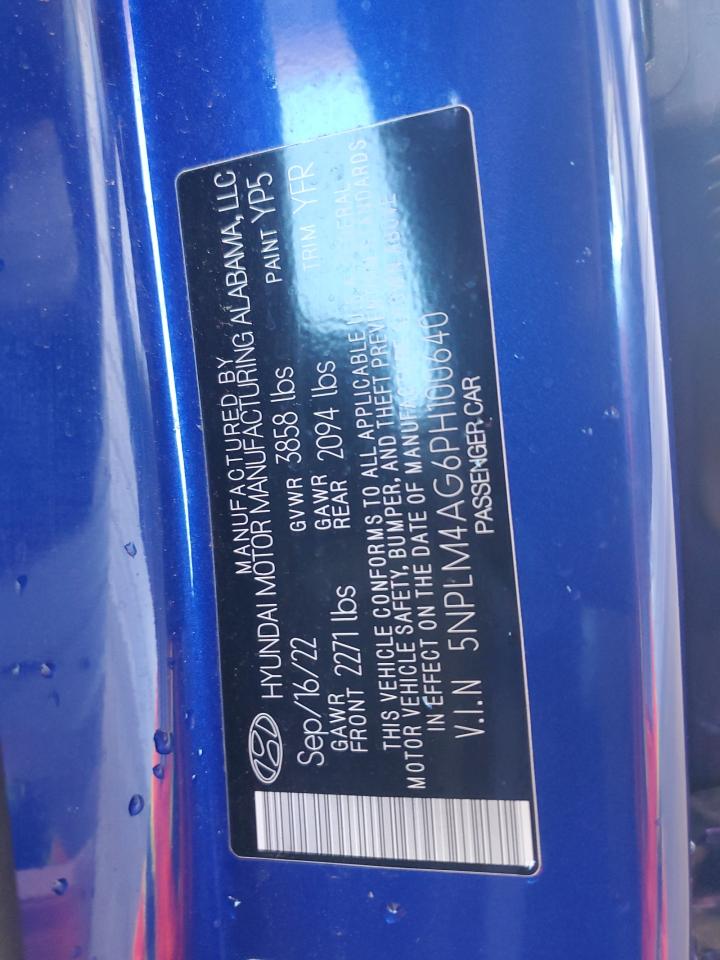 MANUFACTURED BY
HYUNDAI MOTOR MANUFACTURING ALABAMA, LLC
Sep/16/22 GVWR 3858 lbs PAINT YP5
GAWR FRONT 2271 lbs GAWR REAR 2094 lbs TRIM YFR
THIS VEHICLE CONFORMS TO ALL APPLICABLE
MOTOR VEHICLE SAFETY, BUMPER, AND THEFT
IN EFFECT ON THE DATE OF
V.I.N 5NPLM4AG6PH100640
PASSENGER CAR